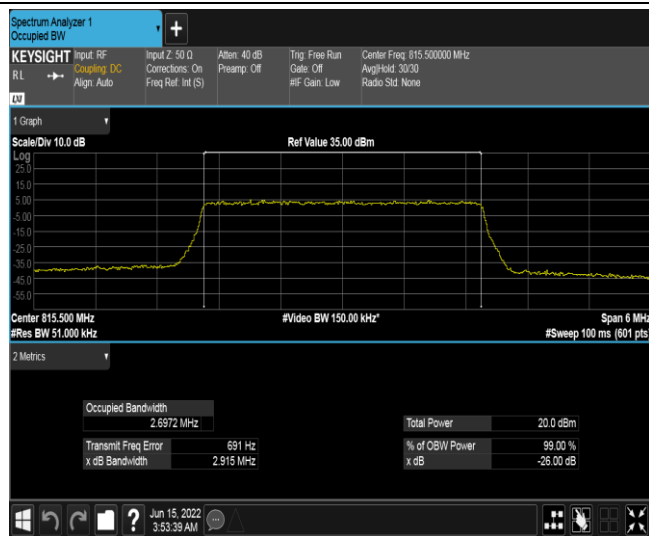 Spectrum Analyzer 1
Occupied BW
+
KEYSIGHT
RL
LXI
Input: RF
Coupling: DC
Align: Auto
Input Z: 50 Ω
Corrections: On
Freq Ref: Int (S)
Atten: 40 dB
Preamp: Off
Trig: Free Run
Gate: Off
#IF Gain: Low
Center Freq: 815.500000 MHz
Avg|Hold: 30/30
Radio Std: None
1 Graph
Scale/Div 10.0 dB
Ref Value 35.00 dBm
Log
25.0
15.0
5.00
-5.00
-15.0
-25.0
-35.0
-45.0
-55.0
Center 815.500 MHz
#Video BW 150.00 kHz*
Span 6 MHz
#Res BW 51.000 kHz
#Sweep 100 ms (601 pts
2 Metrics
Occupied Bandwidth
2.6972 MHz
Total Power 20.0 dBm
Transmit Freq Error 691 Hz
% of OBW Power 99.00 %
x dB Bandwidth 2.915 MHz
x dB -26.00 dB
?
Jun 15, 2022
3:53:39 AM